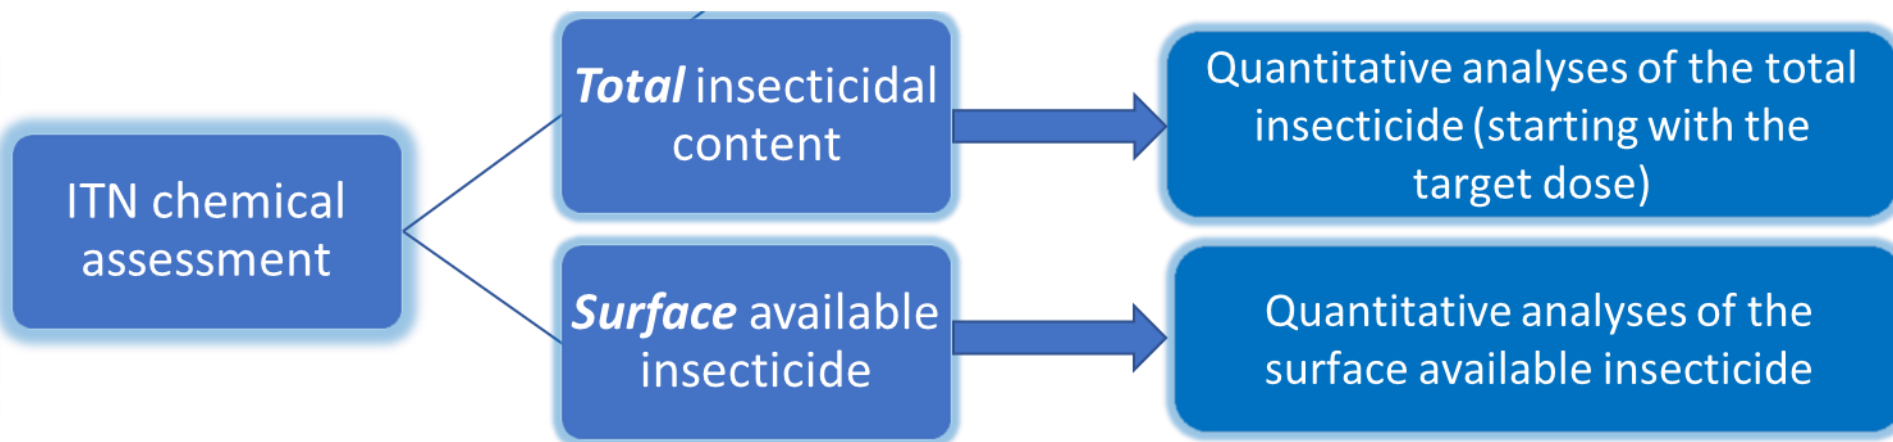 ITN chemical
assessment
Total insecticidal
content
Quantitative analyses of the total
insecticide (starting with the
target dose)
Surface available
insecticide
Quantitative analyses of the
surface available insecticide